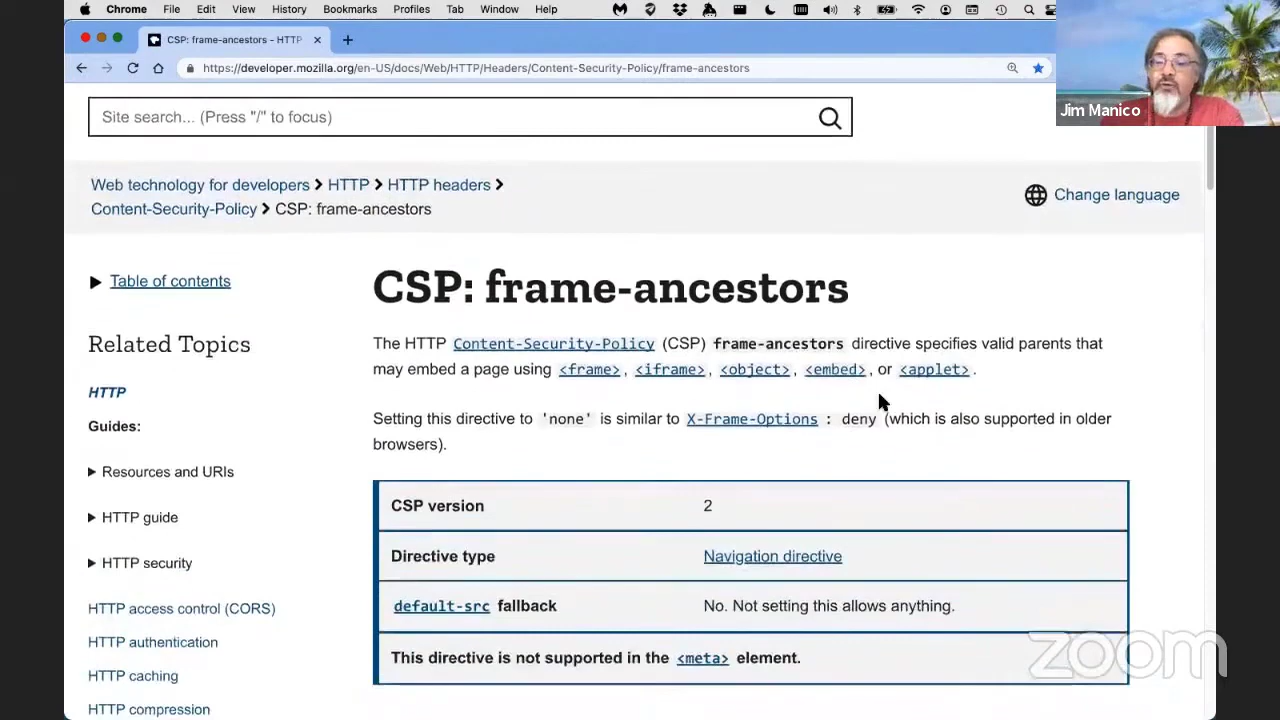 Chrome File Edit View History Bookmarks Profiles Tab Window Help
CSP: frame-ancestors - HTTP
https://developer.mozilla.org/en-US/docs/Web/HTTP/Headers/Content-Security-Policy/frame-ancestors
Jim Manico
Site search... (Press "/" to focus)
Web technology for developers HTTP HTTP headers
Content-Security-Policy CSP: frame-ancestors
Change language
Table of contents
Related Topics
HTTP
Guides:
Resources and URIs
HTTP guide
HTTP security
HTTP access control (CORS)
HTTP authentication
HTTP caching
HTTP compression
CSP: frame-ancestors
The HTTP Content-Security-Policy (CSP) frame-ancestors directive specifies valid parents that
may embed a page using <frame>, <iframe>, <object>, <embed>, or <applet>.
Setting this directive to 'none' is similar to X-Frame-Options : deny (which is also supported in older
browsers).
CSP version 2
Directive type Navigation directive
default-src fallback No. Not setting this allows anything.
This directive is not supported in the <meta> element.
zoom